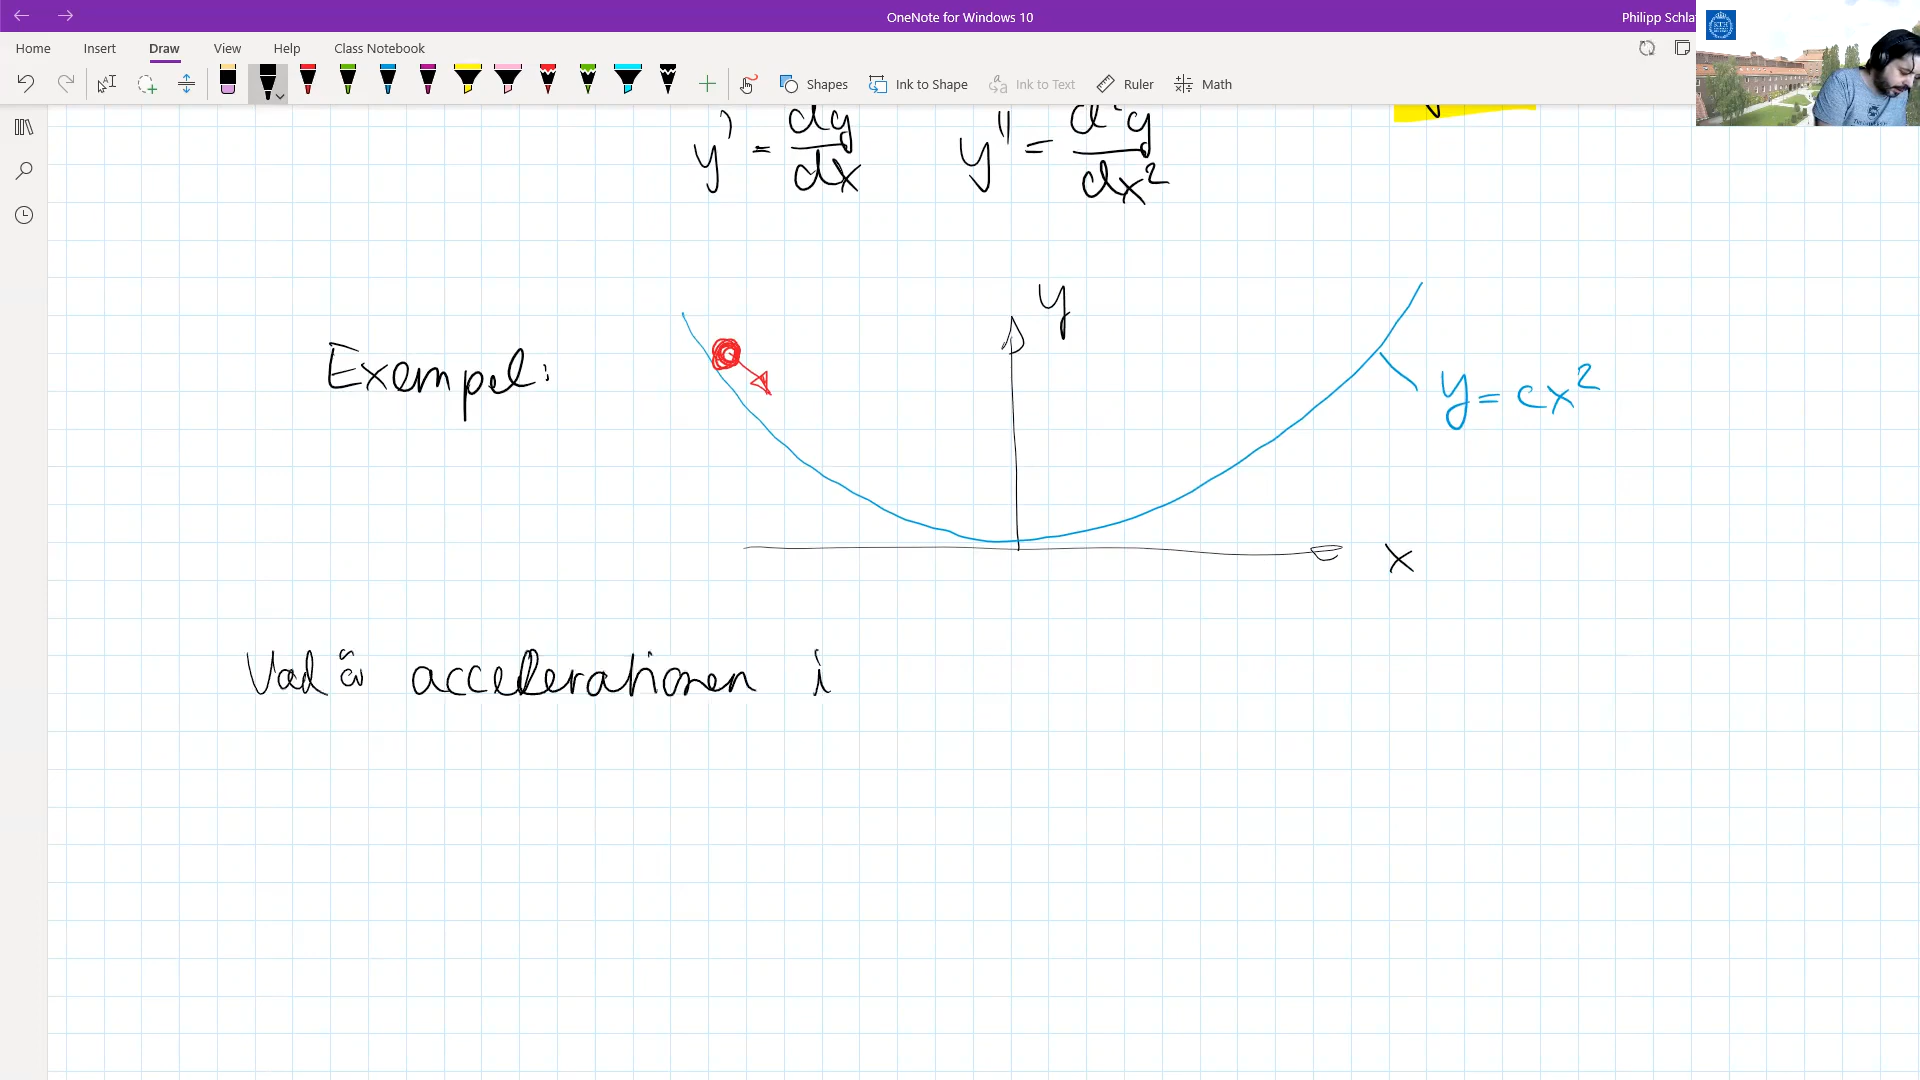 OneNote for Windows 10
Philipp Schla
Home Insert Draw View Help Class Notebook
Shapes Ink to Shape Ink to Text Ruler Math
y' = dy/dx y'' = d²y/dx²
y
Exempel:
y = cx²
x
Vad är accelerationen i